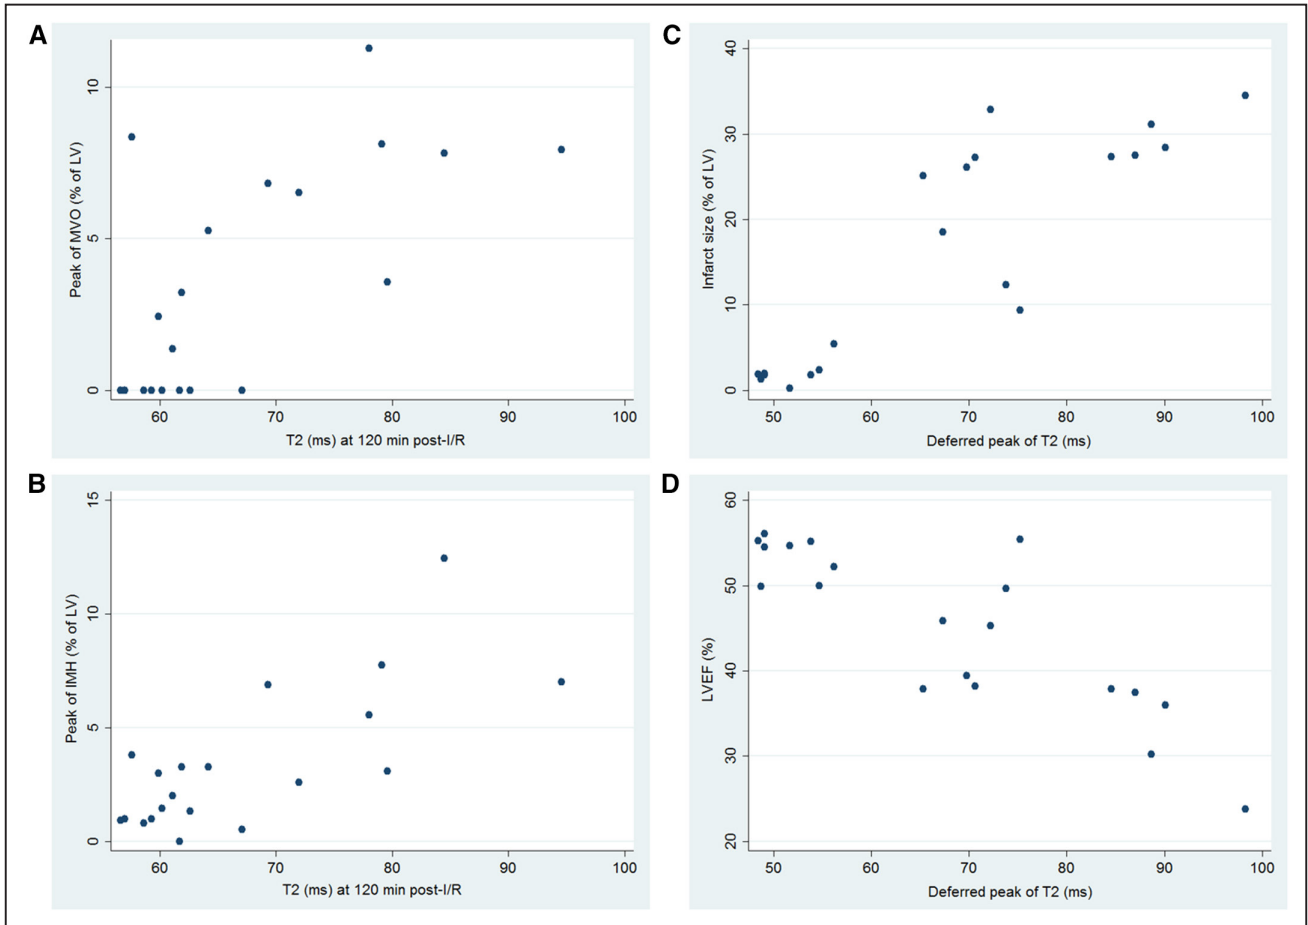 A
10
5
0
Peak of MVO (% of LV)
60 70 80 90 100
T2 (ms) at 120 min post-I/R
B
15
10
5
0
Peak of IMH (% of LV)
60 70 80 90 100
T2 (ms) at 120 min post-I/R
C
40
30
20
10
0
Infarct size (% of LV)
50 60 70 80 90 100
Deferred peak of T2 (ms)
D
60
50
40
30
20
LVEF (%)
50 60 70 80 90 100
Deferred peak of T2 (ms)